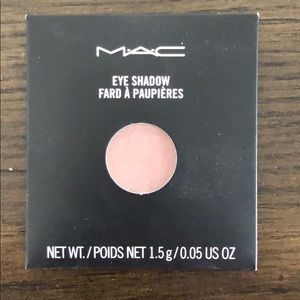 M·A·C
EYE SHADOW
FARD À PAUPIÈRES
NET WT./POIDS NET 1.5 g/0.05 US OZ